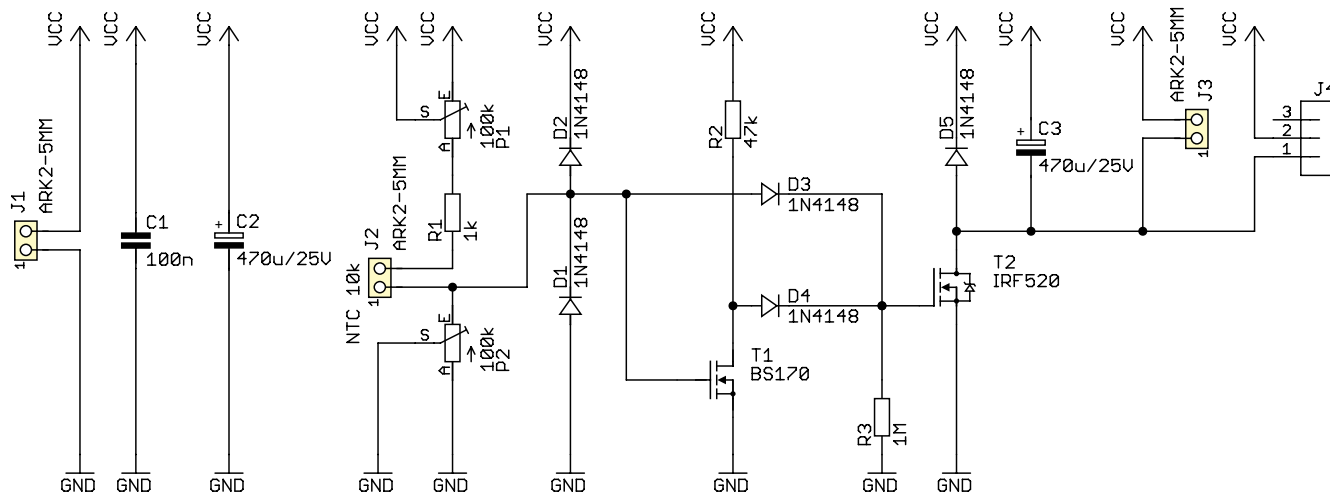 VCC VCC VCC VCC VCC VCC VCC VCC VCC VCC VCC
J1
ARK2-5MM
1
C1
100n
+ C2
470u/25V
E
S
A
100k
P1
R1
1k
J2
ARK2-5MM
NTC 10k
1
E
S
A
100k
P2
D2
1N4148
D1
1N4148
R2
47k
D3
1N4148
D4
1N4148
T1
BS170
R3
1M
D5
1N4148
+ C3
470u/25V
T2
IRF520
ARK2-5MM
J3
1
J4
3
2
1
GND GND GND GND GND GND GND GND GND